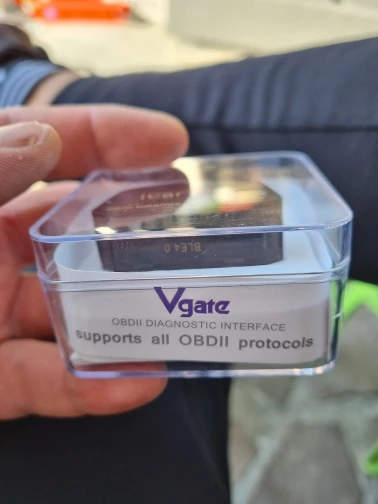 BLE4.0
Vgate
OBDII DIAGNOSTIC INTERFACE
supports all OBDII protocols